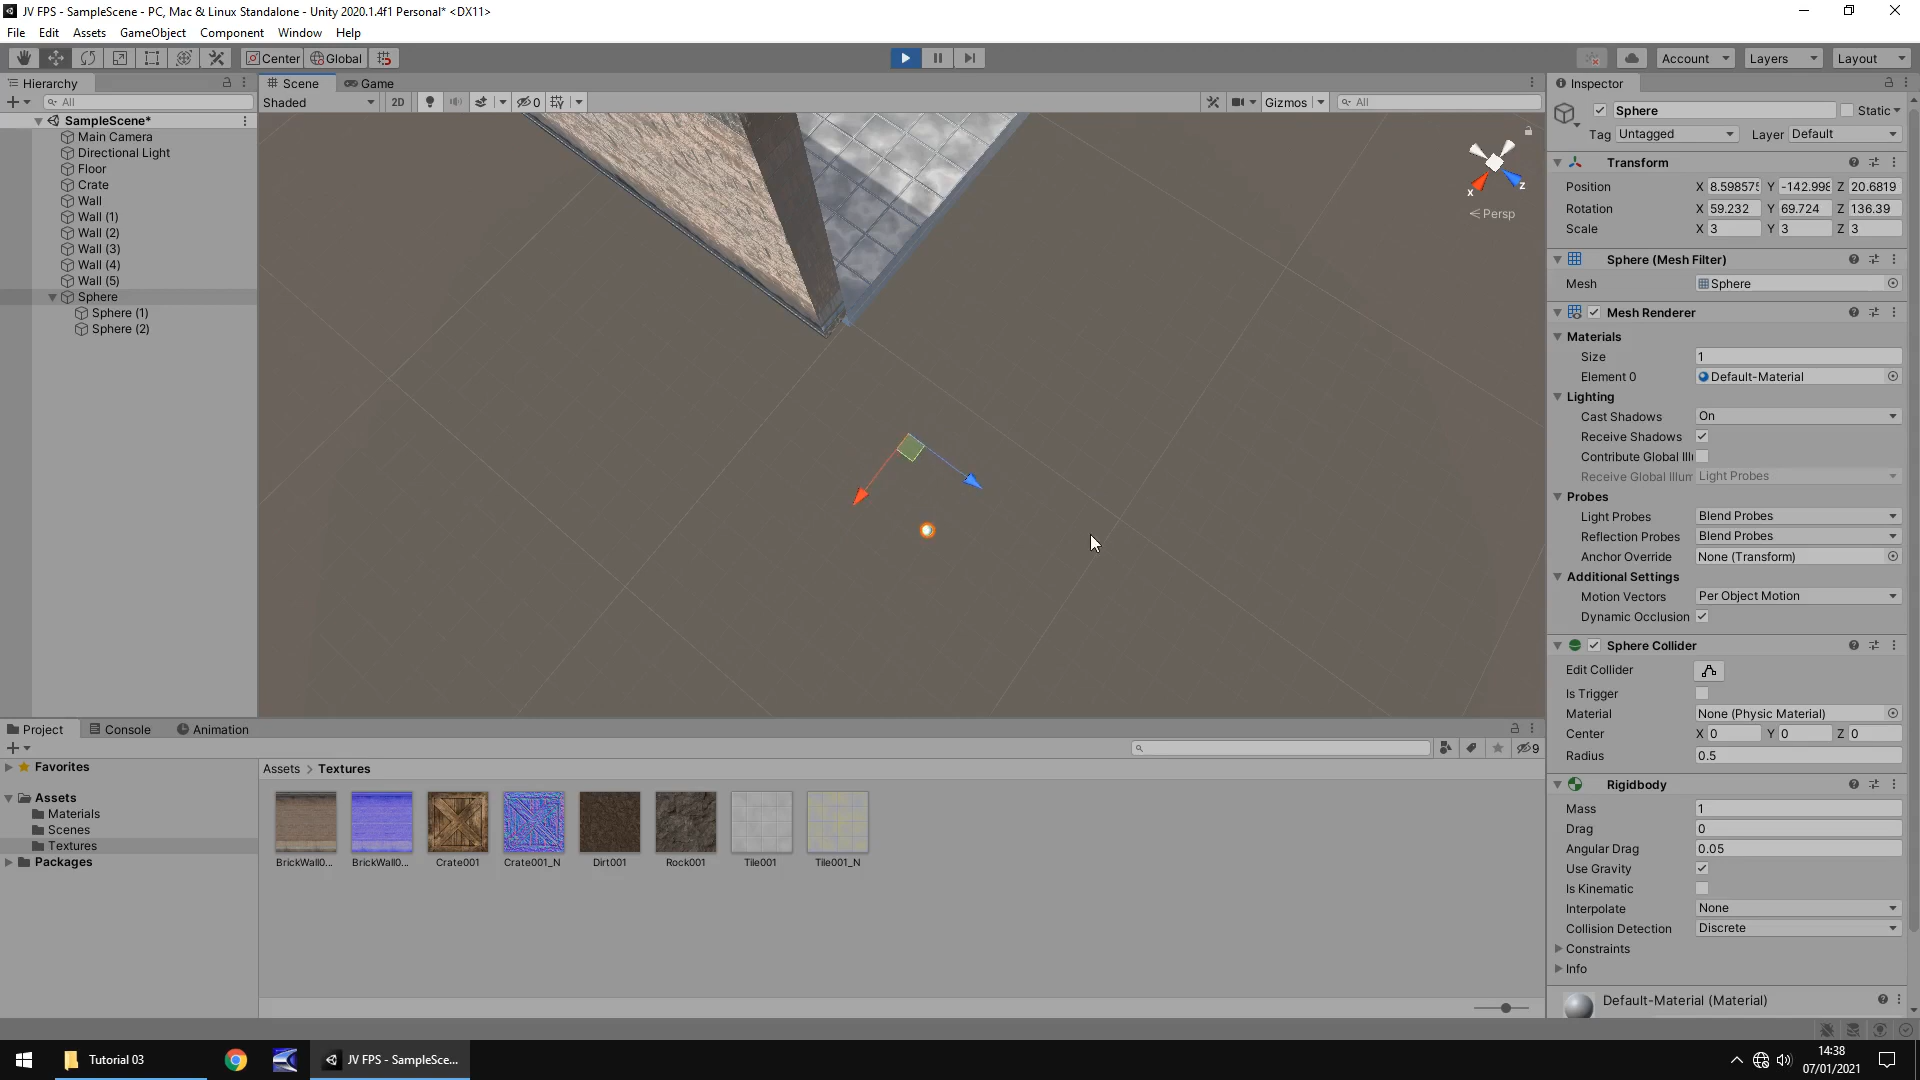 JV FPS - SampleScene - PC, Mac & Linux Standalone - Unity 2020.1.4f1 Personal* <DX11>
File Edit Assets GameObject Component Window Help
Center Global Account Layers Layout
Hierarchy
All
SampleScene*
Main Camera
Directional Light
Floor
Crate
Wall
Wall (1)
Wall (2)
Wall (3)
Wall (4)
Wall (5)
Sphere
Sphere (1)
Sphere (2)
Scene Game
Shaded 2D 0 Gizmos All
x z
Persp
Inspector
Sphere Static
Tag Untagged Layer Default
Transform
Position X 8.598575 Y -142.998 Z 20.6819
Rotation X 59.232 Y 69.724 Z 136.39
Scale X 3 Y 3 Z 3
Sphere (Mesh Filter)
Mesh Sphere
Mesh Renderer
Materials
Size 1
Element 0 Default-Material
Lighting
Cast Shadows On
Receive Shadows
Contribute Global Illu
Receive Global Illum Light Probes
Probes
Light Probes Blend Probes
Reflection Probes Blend Probes
Anchor Override None (Transform)
Additional Settings
Motion Vectors Per Object Motion
Dynamic Occlusion
Sphere Collider
Edit Collider
Is Trigger
Material None (Physic Material)
Center X 0 Y 0 Z 0
Radius 0.5
Rigidbody
Mass 1
Drag 0
Angular Drag 0.05
Use Gravity
Is Kinematic
Interpolate None
Collision Detection Discrete
Constraints
Info
Default-Material (Material)
Project Console Animation
9
Favorites
Assets
Materials
Scenes
Textures
Packages
Assets > Textures
BrickWall0... BrickWall0... Crate001 Crate001_N Dirt001 Rock001 Tile001 Tile001_N
Tutorial 03
JV FPS - SampleSce...
14:38
07/01/2021